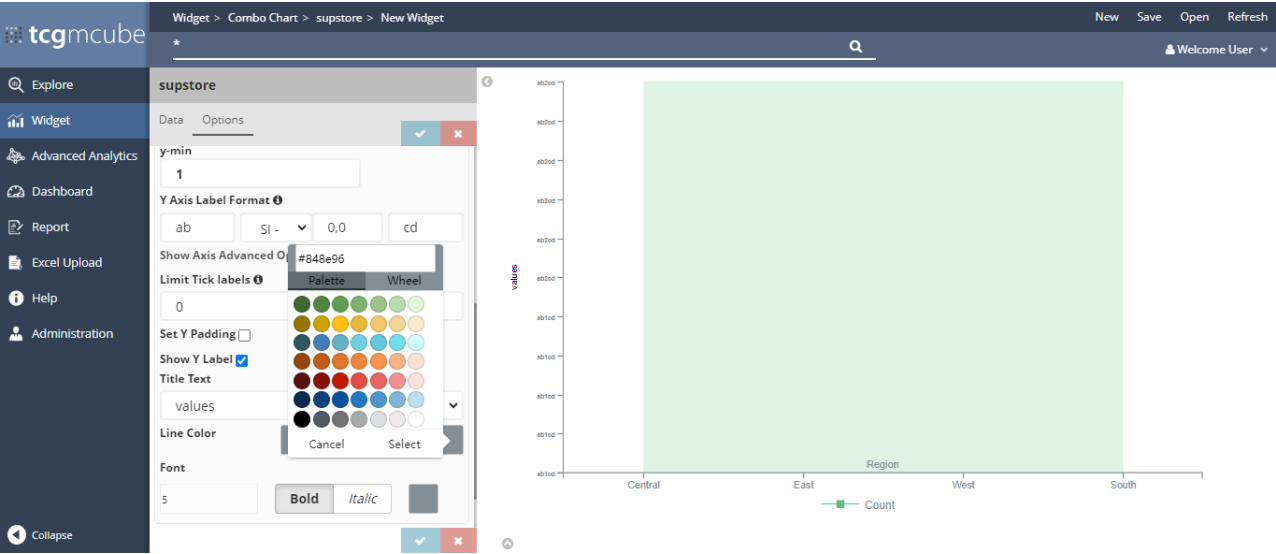 Widget > Combo Chart > supstore > New Widget
New Save Open Refresh
tcgmcube
*
Welcome User
Explore
Widget
Advanced Analytics
Dashboard
Report
Excel Upload
Help
Administration
Collapse
supstore
Data Options
y-min
1
Y Axis Label Format
ab SI - 0,0 cd
Show Axis Advanced Op
#848e96
Limit Tick labels
Palette Wheel
0
Set Y Padding
Show Y Label
Title Text
values
Line Color
Cancel Select
Font
5 Bold Italic
ab2od
ab2od
ab2od
ab2od
ab2od
ab2od
ab1od
ab1od
ab1od
ab1od
ab1od
values
Region
Central East West South
Count